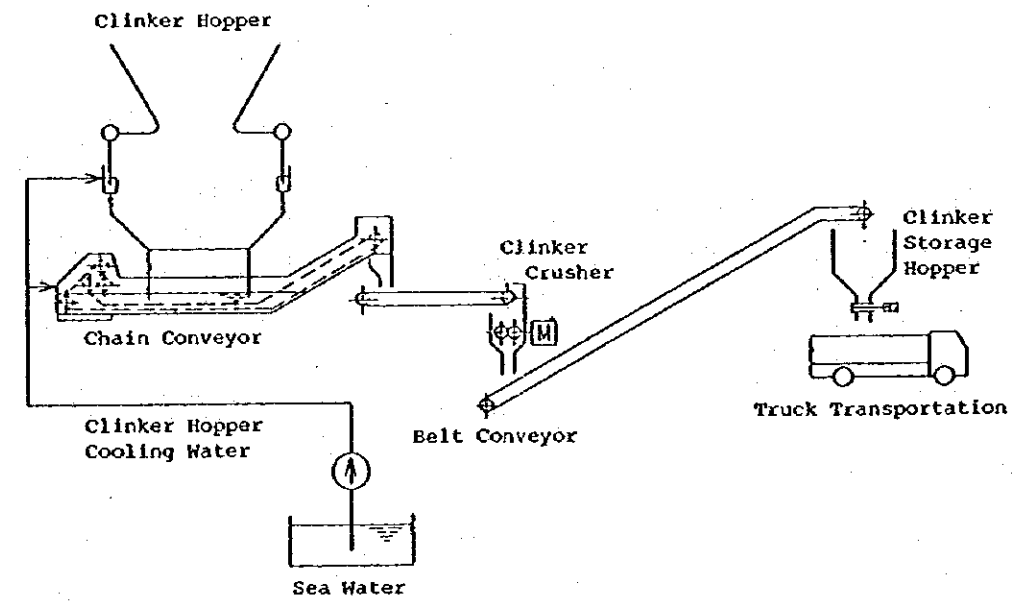 Clinker Hopper
Clinker
Storage
Hopper
Clinker
Crusher
M
Chain Conveyor
Truck Transportation
Clinker Hopper
Cooling Water
Belt Conveyor
Sea Water